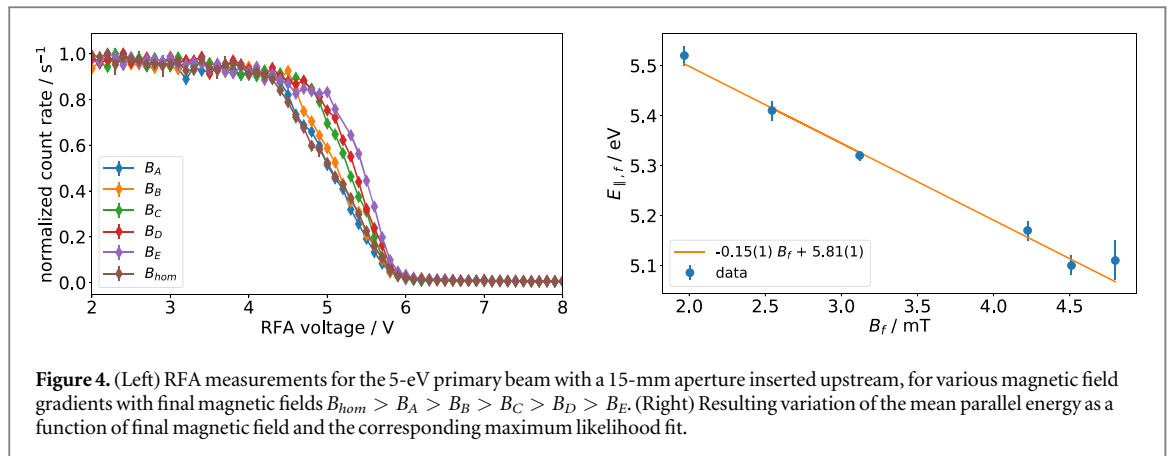 normalized count rate / s⁻¹
1.0
0.8
0.6
0.4
0.2
0.0
B_A
B_B
B_C
B_D
B_E
B_hom
2 3 4 5 6 7 8
RFA voltage / V
E_∥,f / eV
5.5
5.4
5.3
5.2
5.1
-0.15(1) B_f + 5.81(1)
data
2.0 2.5 3.0 3.5 4.0 4.5
B_f / mT
Figure 4. (Left) RFA measurements for the 5-eV primary beam with a 15-mm aperture inserted upstream, for various magnetic field
gradients with final magnetic fields B_hom > B_A > B_B > B_C > B_D > B_E. (Right) Resulting variation of the mean parallel energy as a
function of final magnetic field and the corresponding maximum likelihood fit.